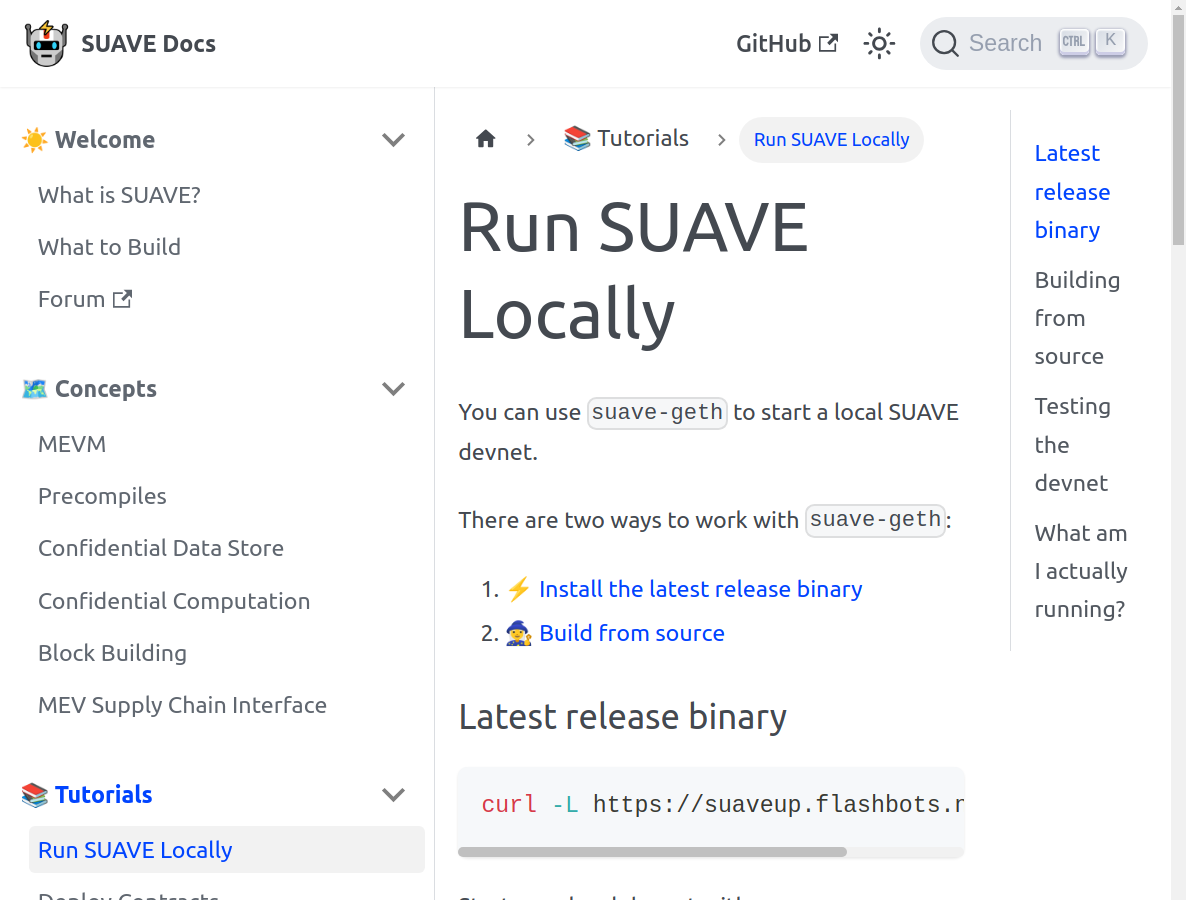 SUAVE Docs
GitHub
Search
CTRL
K
☀️ Welcome
What is SUAVE?
What to Build
Forum
🗺️ Concepts
MEVM
Precompiles
Confidential Data Store
Confidential Computation
Block Building
MEV Supply Chain Interface
📚 Tutorials
Run SUAVE Locally
Deploy Contracts
📚 Tutorials
Run SUAVE Locally
Run SUAVE
Locally
You can use suave-geth to start a local SUAVE
devnet.
There are two ways to work with suave-geth:
1. ⚡ Install the latest release binary
2. 🧙 Build from source
Latest release binary
curl -L https://suaveup.flashbots.n
Latest
release
binary
Building
from
source
Testing
the
devnet
What am
I actually
running?